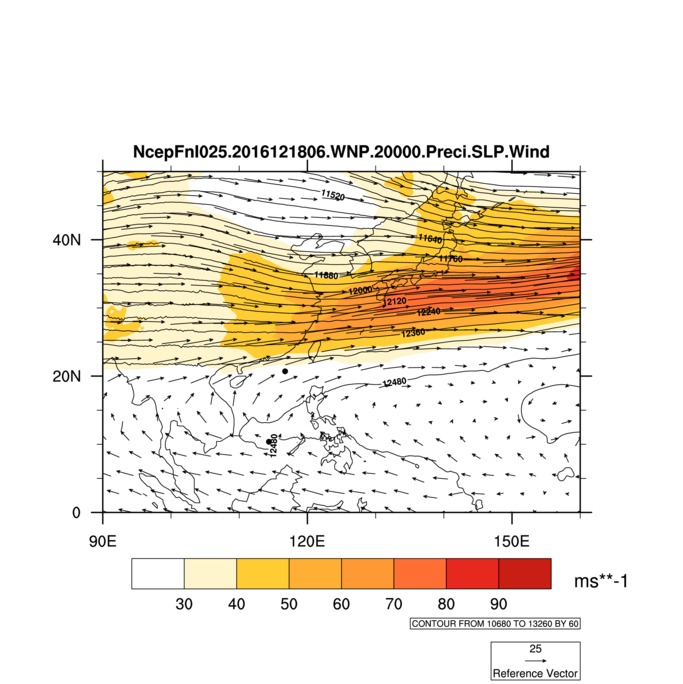 NcepFnl025.2016121806.WNP.20000.Preci.SLP.Wind
11520
40N
11640
11760
11880
12000
12120
12240
12360
20N
12480
12480
0
90E 120E 150E
ms**-1
30 40 50 60 70 80 90
CONTOUR FROM 10680 TO 13260 BY 60
25
Reference Vector